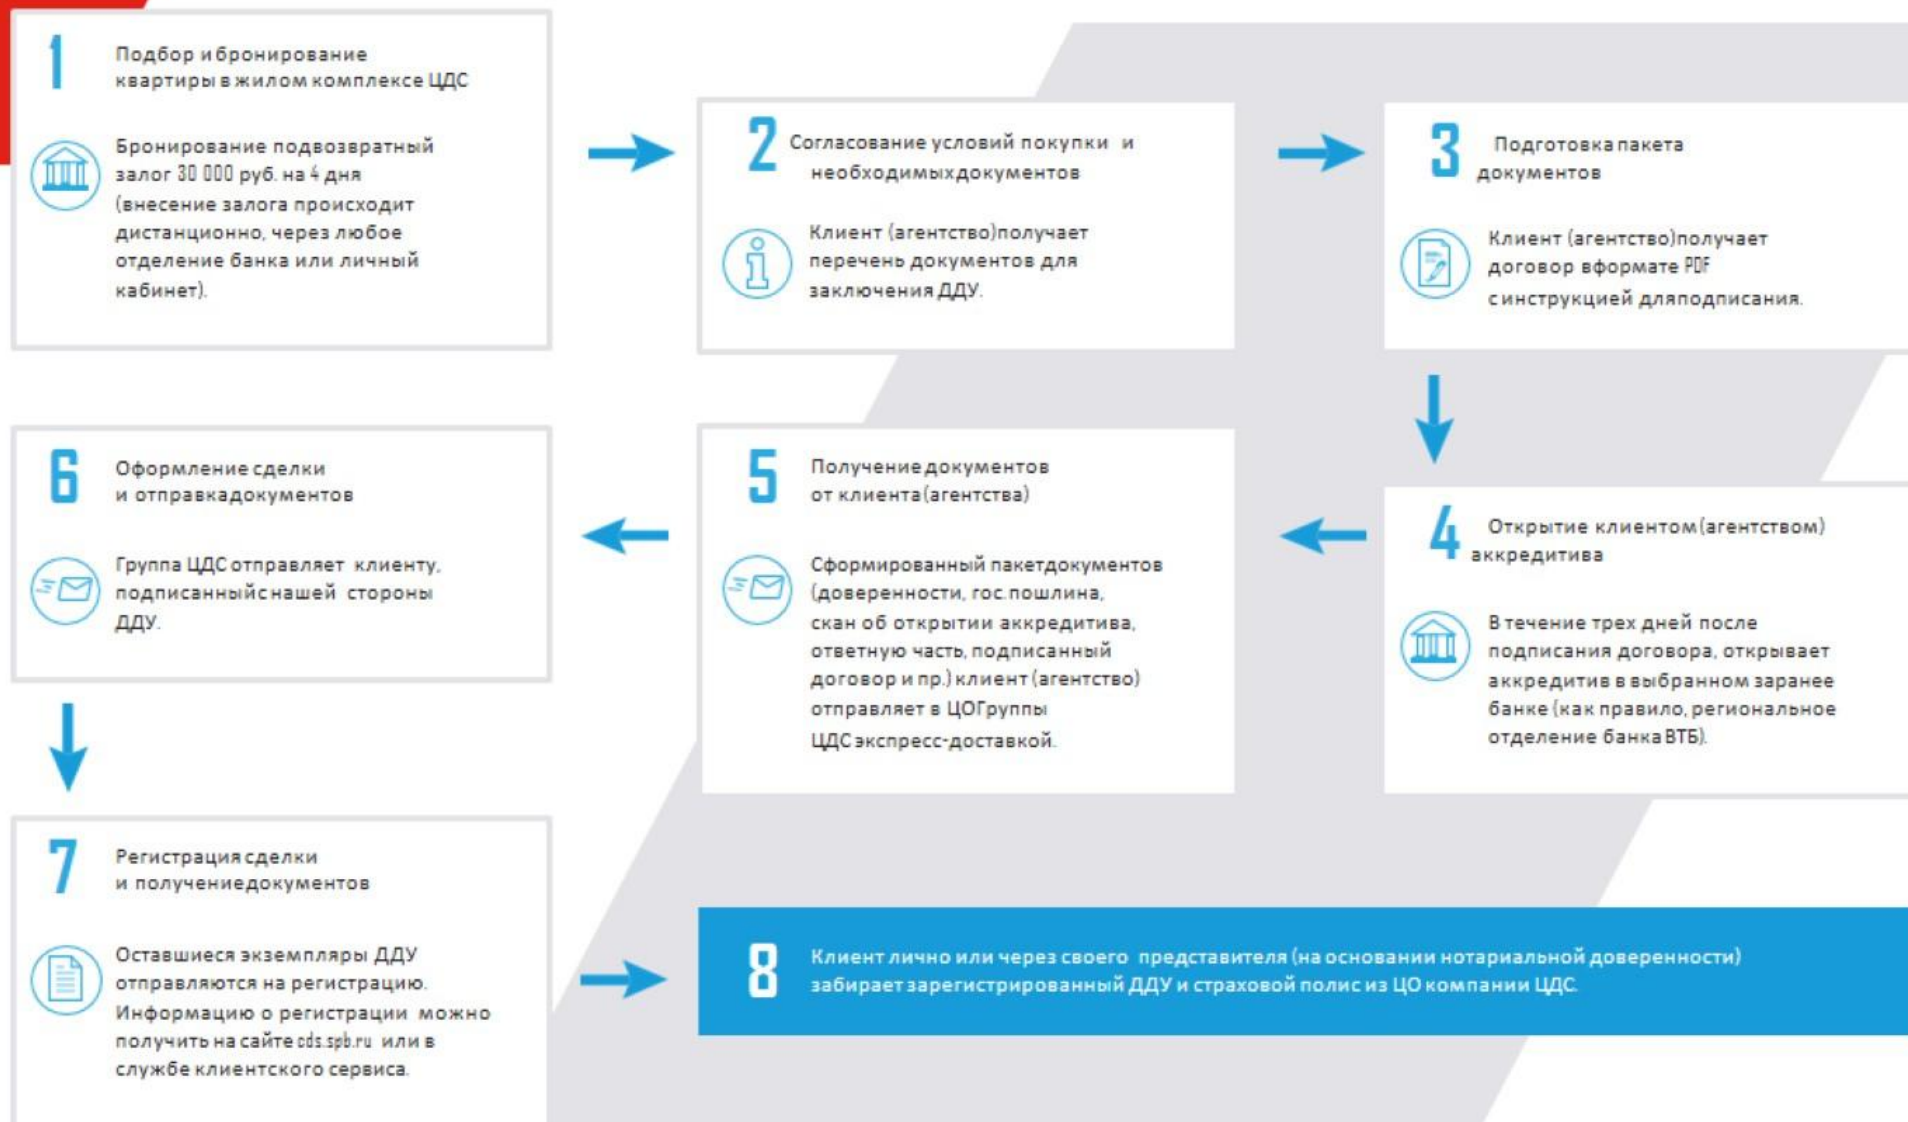 1
Подбор и бронирование
квартиры в жилом комплексе ЦДС
Бронирование подвозвратный
залог 30 000 руб. на 4 дня
(внесение залога происходит
дистанционно, через любое
отделение банка или личный
кабинет).
2
Согласование условий покупки и
необходимыхдокументов
Клиент (агентство)получает
перечень документов для
заключения ДДУ.
3
Подготовка пакета
документов
Клиент (агентство)получает
договор вформате PDF
с инструкцией дляподписания.
4
Открытие клиентом (агентством)
аккредитива
В течение трех дней после
подписания договора, открывает
аккредитив в выбранном заранее
банке (как правило, региональное
отделение банка ВТБ).
5
Получение документов
от клиента (агентства)
Сформированный пакетдокументов
(доверенности, гос. пошлина,
скан об открытии аккредитива,
ответную часть, подписанный
договор и пр.) клиент (агентство)
отправляет в ЦОГруппы
ЦДС экспресс-доставкой.
6
Оформление сделки
и отправкадокументов
Группа ЦДС отправляет клиенту,
подписанныйс нашей стороны
ДДУ.
7
Регистрация сделки
и получениедокументов
Оставшиеся экземпляры ДДУ
отправляются на регистрацию.
Информацию о регистрации можно
получить на сайте cds.spb.ru или в
службе клиентского сервиса.
8
Клиент лично или через своего представителя (на основании нотариальной доверенности)
забирает зарегистрированный ДДУ и страховой полис из ЦО компании ЦДС.